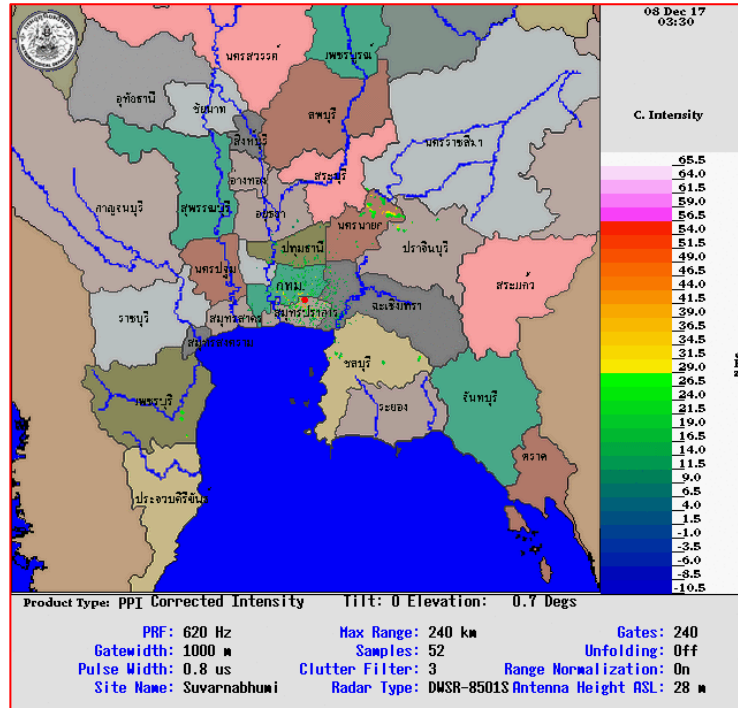 08 Dec 17
03:30
C. Intensity
65.5
64.0
61.5
59.0
56.5
54.0
51.5
49.0
46.5
44.0
41.5
39.0
36.5
34.0
31.5
29.0
26.5
24.0
21.5
19.0
16.5
14.0
11.5
9.0
6.5
4.0
1.5
-1.0
-3.5
-6.0
-8.5
-10.5
นครสวรรค์
เพชรบูรณ์
อุทัยธานี
ชัยนาท
ลพบุรี
สิงห์บุรี
นครราชสีมา
อ่างทอง
สระบุรี
กาญจนบุรี
สุพรรณบุรี
อยุธยา
นครนายก
ปราจีนบุรี
ปทุมธานี
นครปฐม
สระแก้ว
กทม.
ฉะเชิงเทรา
ราชบุรี
สมุทรสาคร
สมุทรปราการ
สมุทรสงคราม
ชลบุรี
เพชรบุรี
ระยอง
จันทบุรี
ตราด
ประจวบคีรีขันธ์
Product Type: PPI Corrected Intensity Tilt: 0 Elevation: 0.7 Degs
PRF: 620 Hz Max Range: 240 km Gates: 240
Gatewidth: 1000 m Samples: 52 Unfolding: Off
Pulse Width: 0.8 us Clutter Filter: 3 Range Normalization: On
Site Name: Suvarnabhumi Radar Type: DWSR-8501S Antenna Height ASL: 28 m